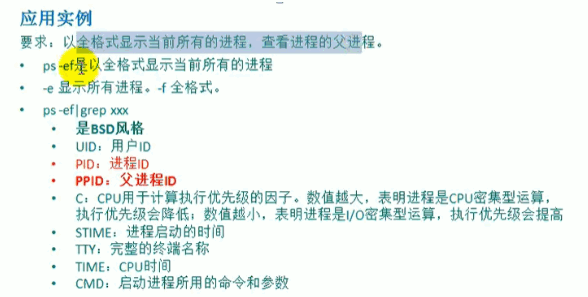 应用实例
要求：以全格式显示当前所有的进程，查看进程的父进程。
• ps -ef是以全格式显示当前所有的进程
• -e 显示所有进程。-f 全格式。
• ps -ef|grep xxx
• 是BSD风格
• UID：用户ID
• PID：进程ID
• PPID：父进程ID
• C：CPU用于计算执行优先级的因子。数值越大，表明进程是CPU密集型运算，
执行优先级会降低；数值越小，表明进程是I/O密集型运算，执行优先级会提高
• STIME：进程启动的时间
• TTY：完整的终端名称
• TIME：CPU时间
• CMD：启动进程所用的命令和参数